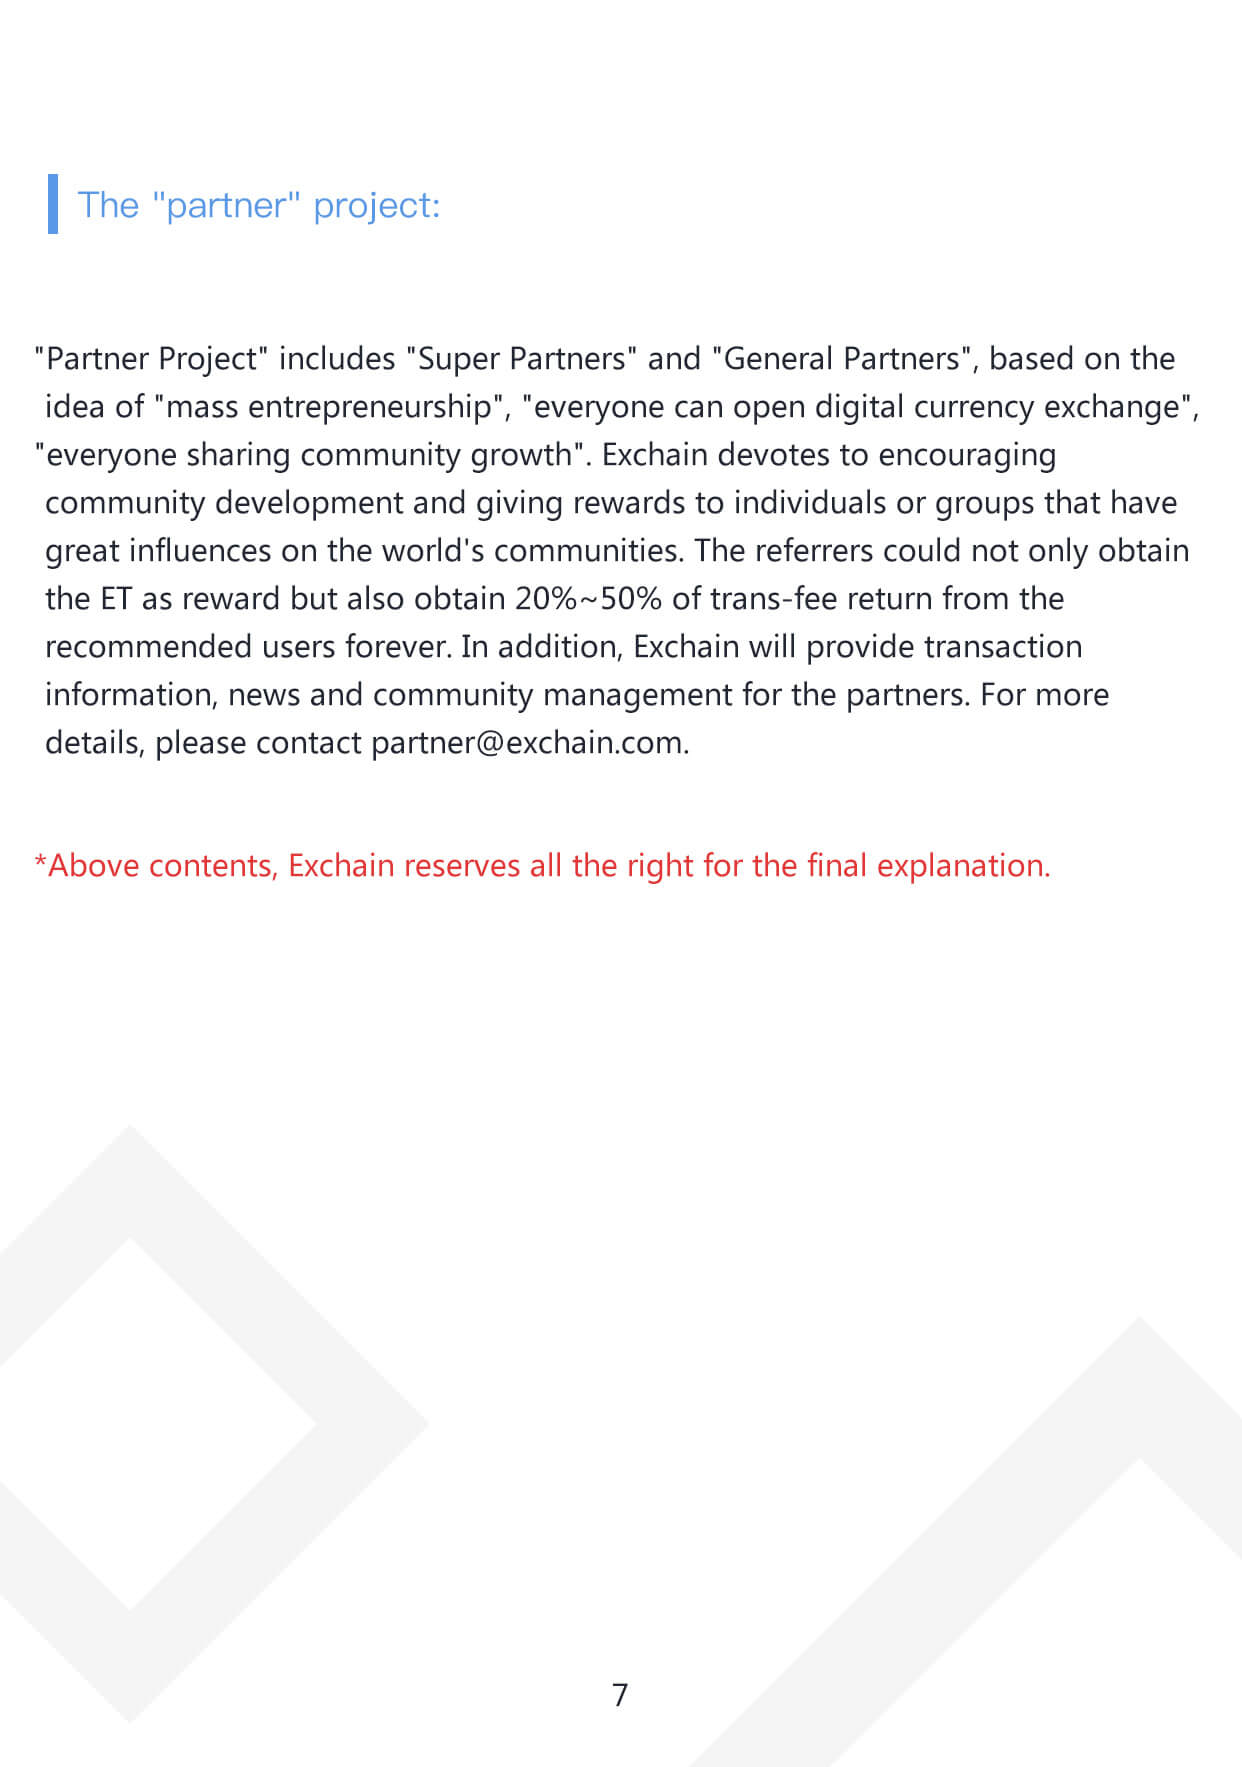 The "partner" project:
"Partner Project" includes "Super Partners" and "General Partners", based on the
idea of "mass entrepreneurship", "everyone can open digital currency exchange",
"everyone sharing community growth". Exchain devotes to encouraging
community development and giving rewards to individuals or groups that have
great influences on the world's communities. The referrers could not only obtain
the ET as reward but also obtain 20%~50% of trans-fee return from the
recommended users forever. In addition, Exchain will provide transaction
information, news and community management for the partners. For more
details, please contact partner@exchain.com.
*Above contents, Exchain reserves all the right for the final explanation.
7